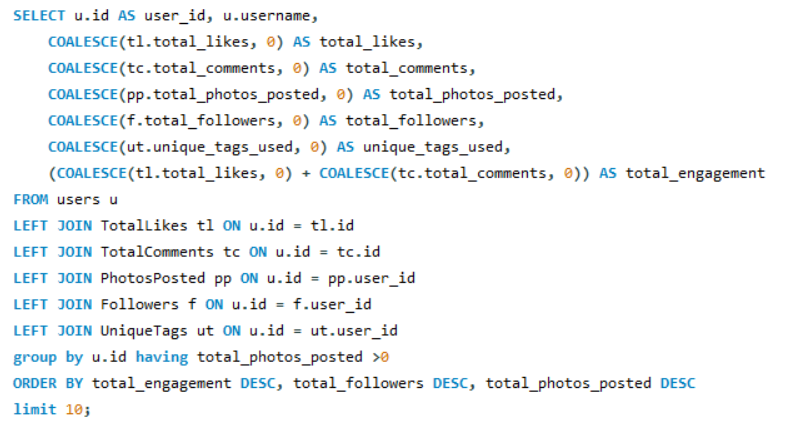 SELECT u.id AS user_id, u.username,
    COALESCE(tl.total_likes, 0) AS total_likes,
    COALESCE(tc.total_comments, 0) AS total_comments,
    COALESCE(pp.total_photos_posted, 0) AS total_photos_posted,
    COALESCE(f.total_followers, 0) AS total_followers,
    COALESCE(ut.unique_tags_used, 0) AS unique_tags_used,
    (COALESCE(tl.total_likes, 0) + COALESCE(tc.total_comments, 0)) AS total_engagement
FROM users u
LEFT JOIN TotalLikes tl ON u.id = tl.id
LEFT JOIN TotalComments tc ON u.id = tc.id
LEFT JOIN PhotosPosted pp ON u.id = pp.user_id
LEFT JOIN Followers f ON u.id = f.user_id
LEFT JOIN UniqueTags ut ON u.id = ut.user_id
group by u.id having total_photos_posted >0
ORDER BY total_engagement DESC, total_followers DESC, total_photos_posted DESC
limit 10;